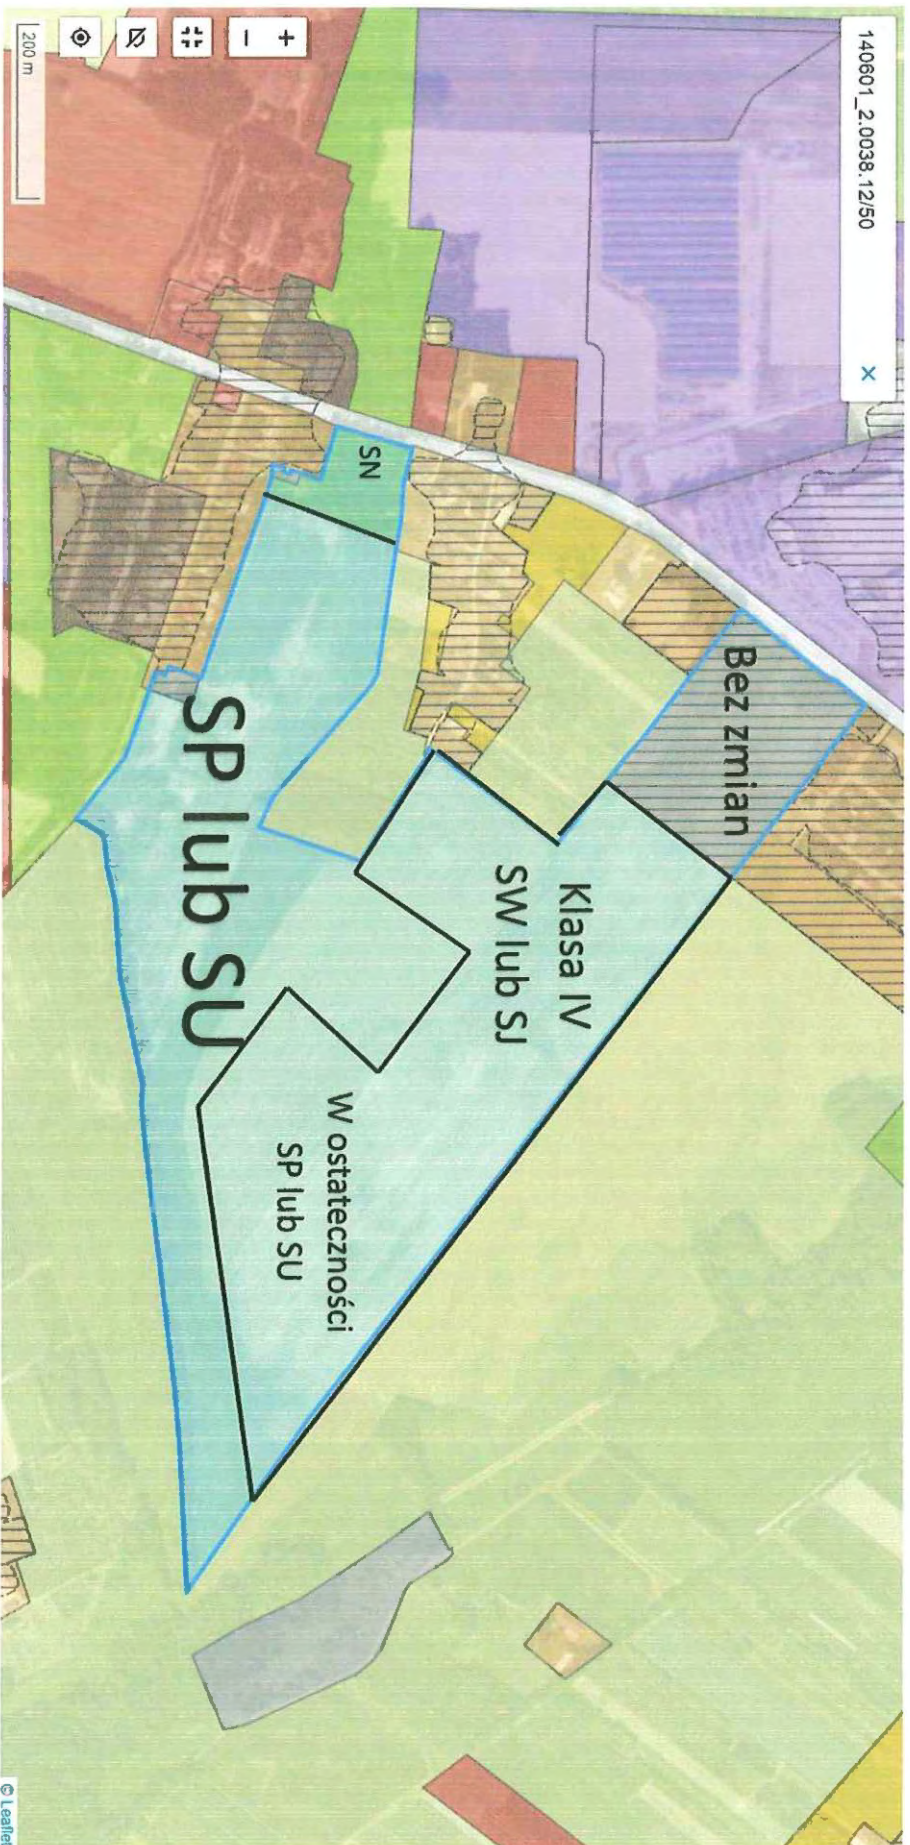 140601_2.0038.12/50
×
+
−
200 m
Bez zmian
SN
Klasa IV
SW lub SJ
SP lub SU
W ostateczności
SP lub SU
© Leaflet